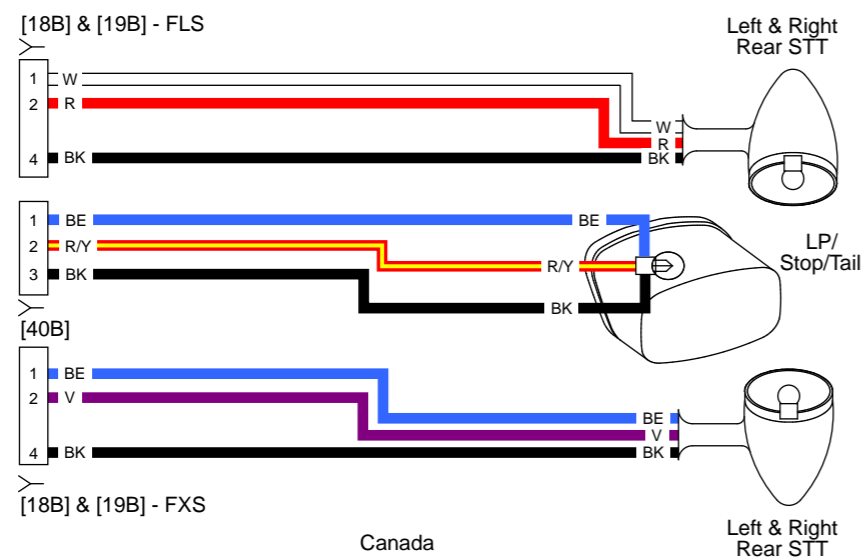 [18B] & [19B] - FLS
Left & Right
Rear STT
1 W
2 R
4 BK
W
R
BK
1 BE
2 R/Y
3 BK
BE
R/Y
BK
LP/
Stop/Tail
[40B]
1 BE
2 V
4 BK
BE
V
BK
[18B] & [19B] - FXS
Left & Right
Rear STT
Canada